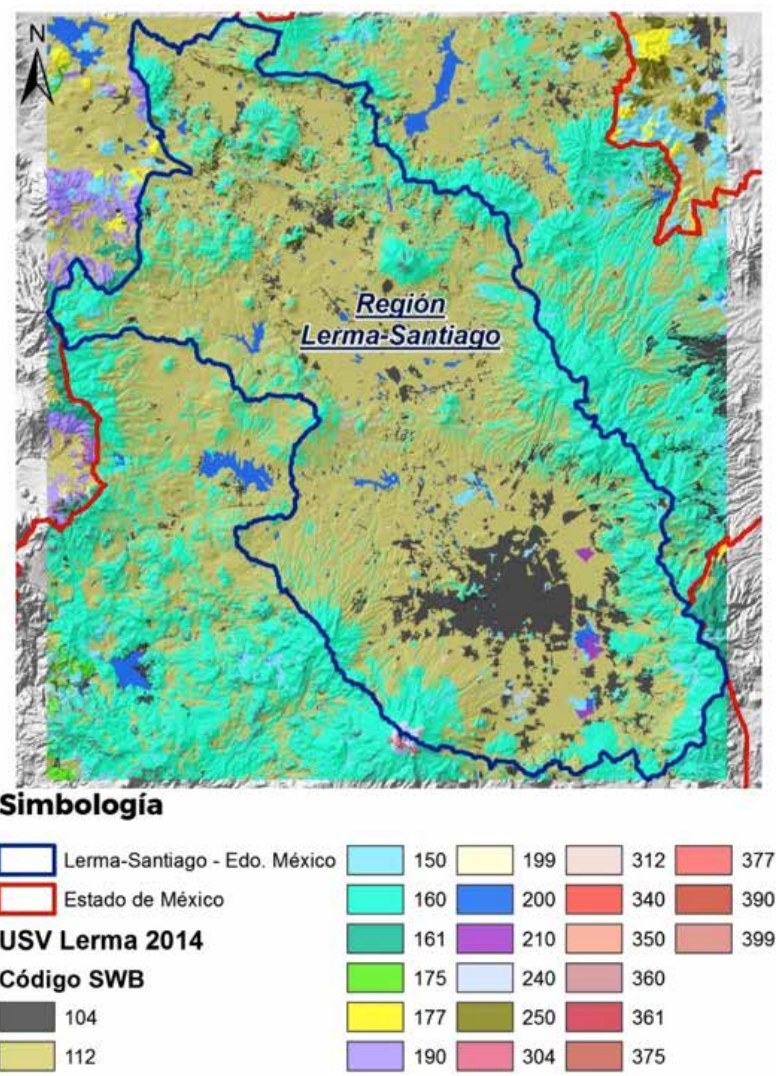 N
Región
Lerma-Santiago
Simbología
Lerma-Santiago - Edo. México
Estado de México
USV Lerma 2014
Código SWB
104
112
150
160
161
175
177
190
199
200
210
240
250
304
312
340
350
360
361
375
377
390
399